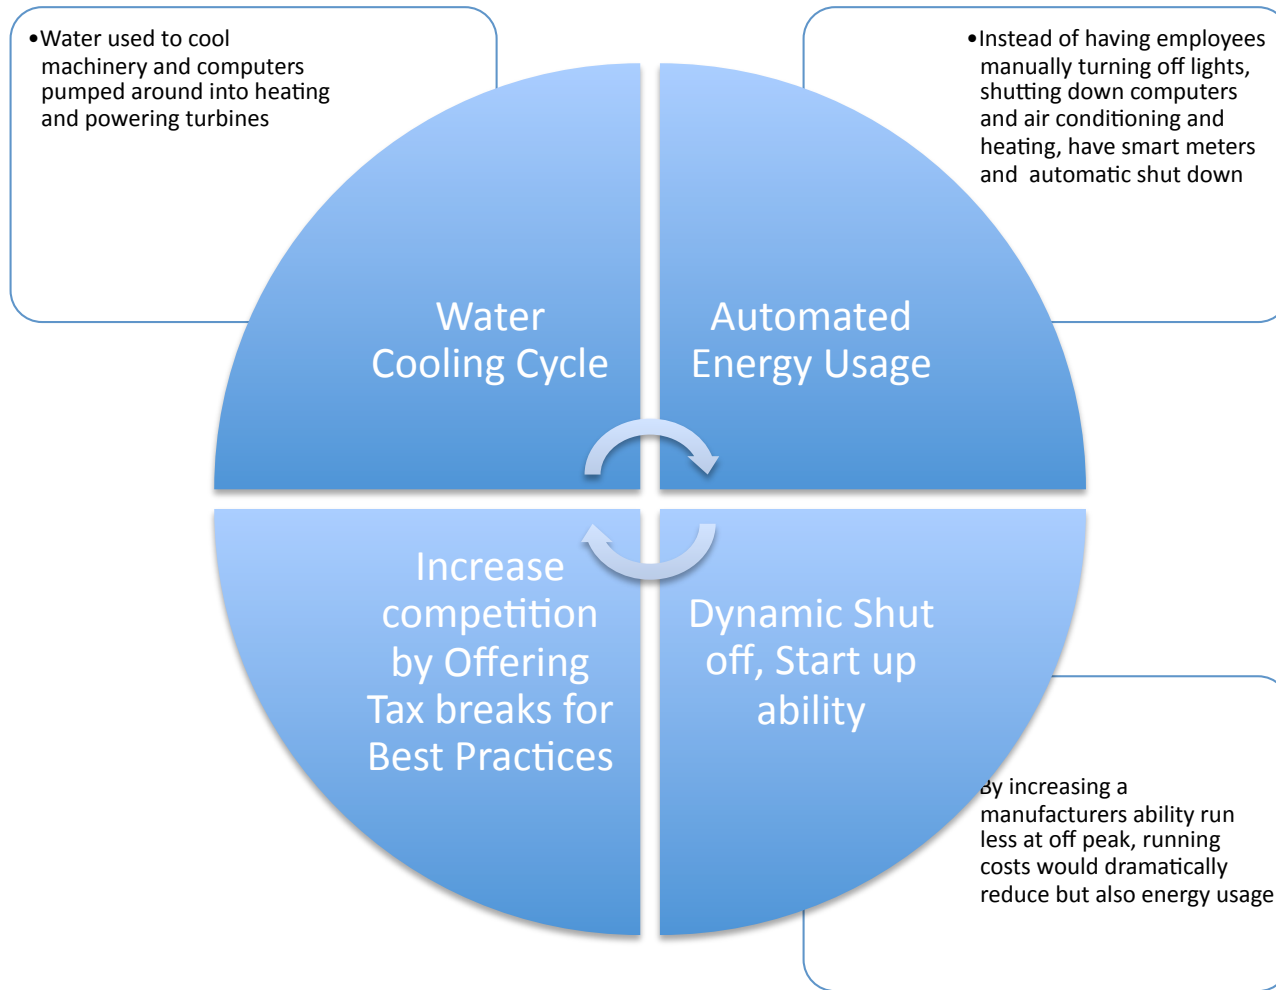 •Water used to cool
machinery and computers
pumped around into heating
and powering turbines
•Instead of having employees
manually turning off lights,
shutting down computers
and air conditioning and
heating, have smart meters
and automatic shut down
Water
Cooling Cycle
Automated
Energy Usage
Increase
competition
by Offering
Tax breaks for
Best Practices
Dynamic Shut
off, Start up
ability
By increasing a
manufacturers ability run
less at off peak, running
costs would dramatically
reduce but also energy usage